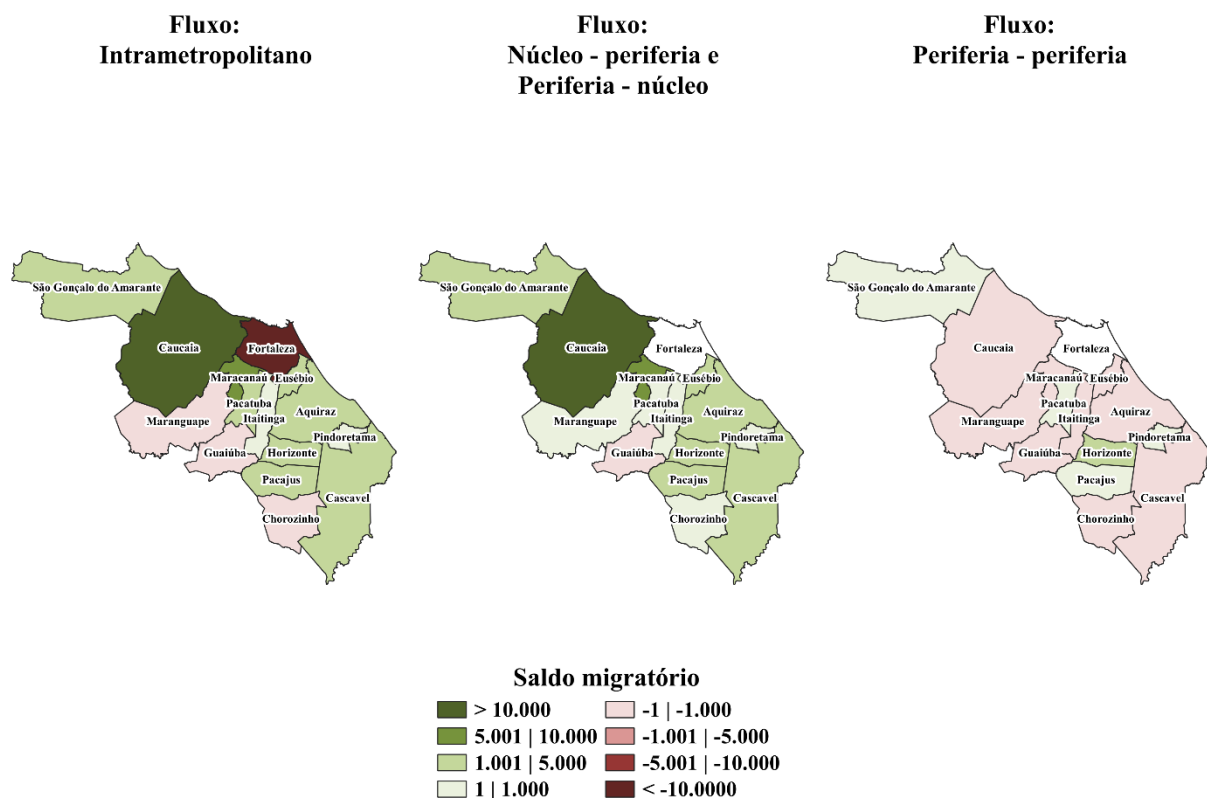 Fluxo:
Intrametropolitano
Fluxo:
Núcleo - periferia e
Periferia - núcleo
Fluxo:
Periferia - periferia
São Gonçalo do Amarante
Caucaia
Fortaleza
Maracanaú
Eusébio
Pacatuba
Itaitinga
Aquiraz
Maranguape
Pindoretama
Guaiúba
Horizonte
Pacajus
Cascavel
Chorozinho
São Gonçalo do Amarante
Caucaia
Fortaleza
Maracanaú
Eusébio
Pacatuba
Itaitinga
Aquiraz
Maranguape
Pindoretama
Guaiúba
Horizonte
Pacajus
Cascavel
Chorozinho
São Gonçalo do Amarante
Caucaia
Fortaleza
Maracanaú
Eusébio
Pacatuba
Itaitinga
Aquiraz
Maranguape
Pindoretama
Guaiúba
Horizonte
Pacajus
Cascavel
Chorozinho
Saldo migratório
> 10.000
5.001 | 10.000
1.001 | 5.000
1 | 1.000
-1 | -1.000
-1.001 | -5.000
-5.001 | -10.000
< -10.0000